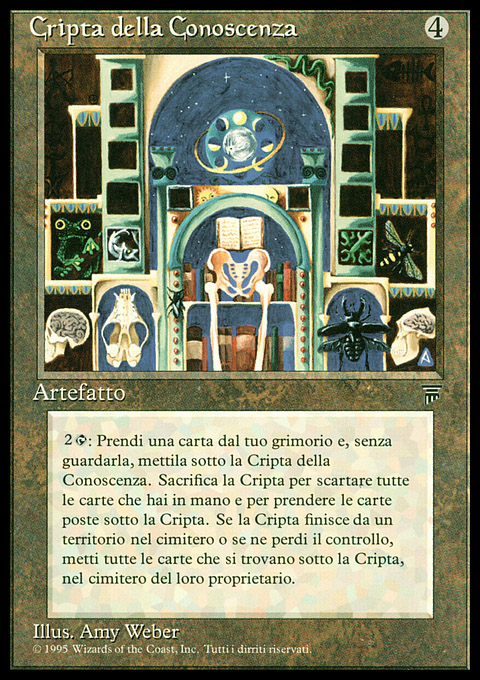 Cripta della Conoscenza
4
Artefatto
2: Prendi una carta dal tuo grimorio e, senza
guardarla, mettila sotto la Cripta della
Conoscenza. Sacrifica la Cripta per scartare tutte
le carte che hai in mano e per prendere le carte
poste sotto la Cripta. Se la Cripta finisce da un
territorio nel cimitero o se ne perdi il controllo,
metti tutte le carte che si trovano sotto la Cripta,
nel cimitero del loro proprietario.
Illus. Amy Weber
© 1995 Wizards of the Coast, Inc. Tutti i dirriti riservati.